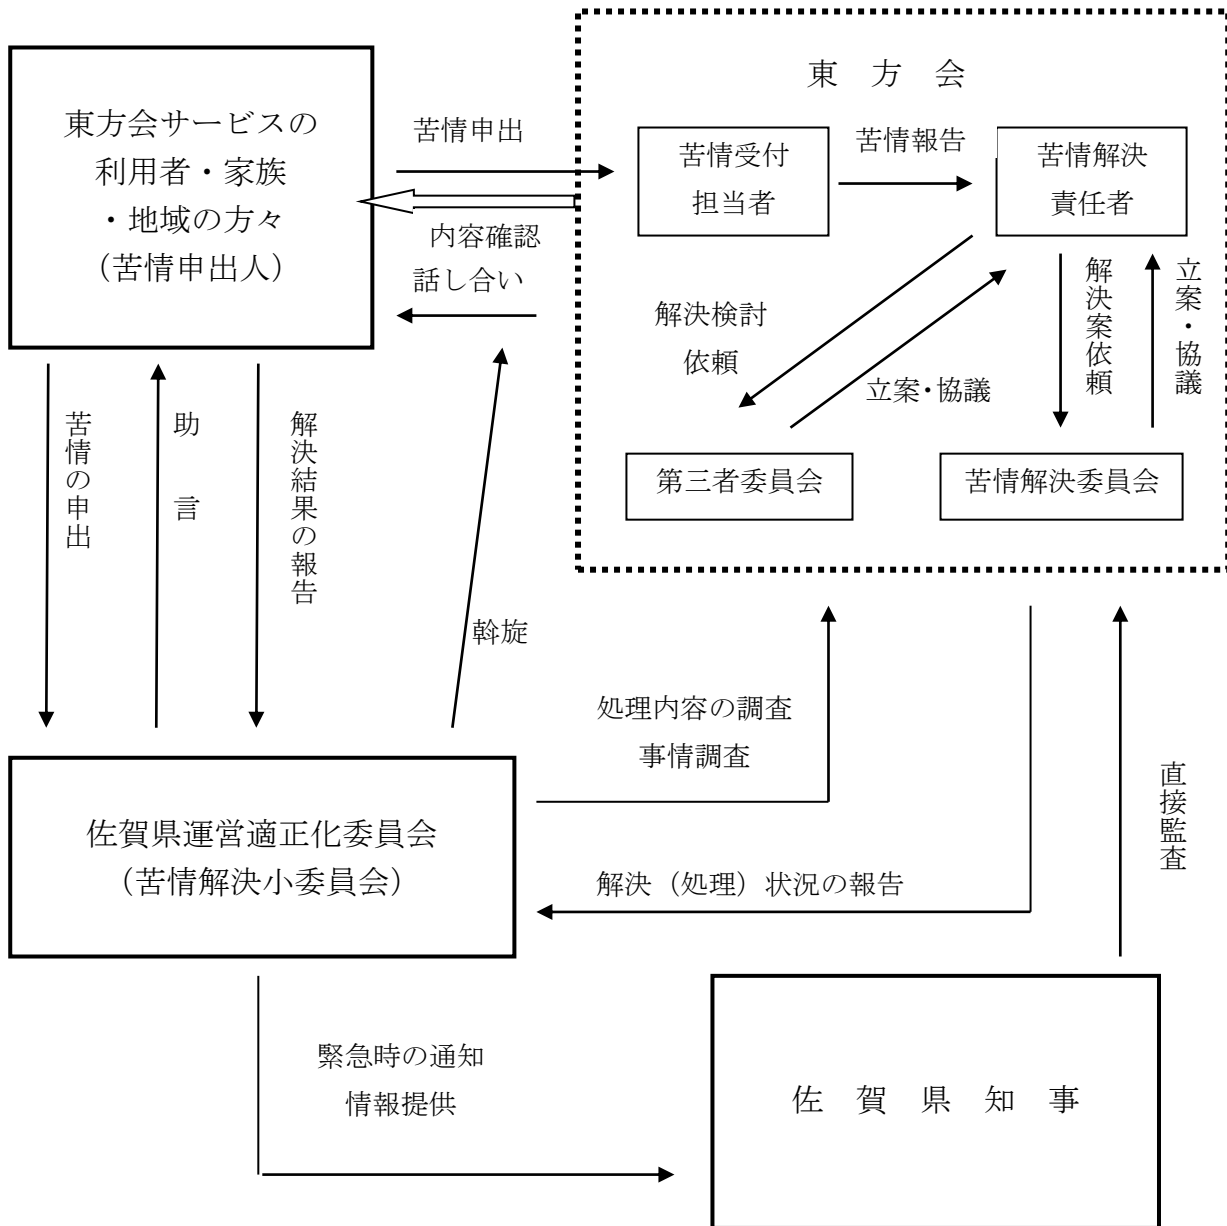 東方会サービスの
利用者・家族
・地域の方々
（苦情申出人）
苦情申出
内容確認
話し合い
東　方　会
苦情受付
担当者
苦情報告
苦情解決
責任者
解決検討
依頼
立案・協議
解決案依頼
立案・協議
第三者委員会
苦情解決委員会
苦情の申出
助　言
解決結果の報告
斡旋
処理内容の調査
事情調査
直接監査
佐賀県運営適正化委員会
（苦情解決小委員会）
解決（処理）状況の報告
緊急時の通知
情報提供
佐　賀　県　知　事